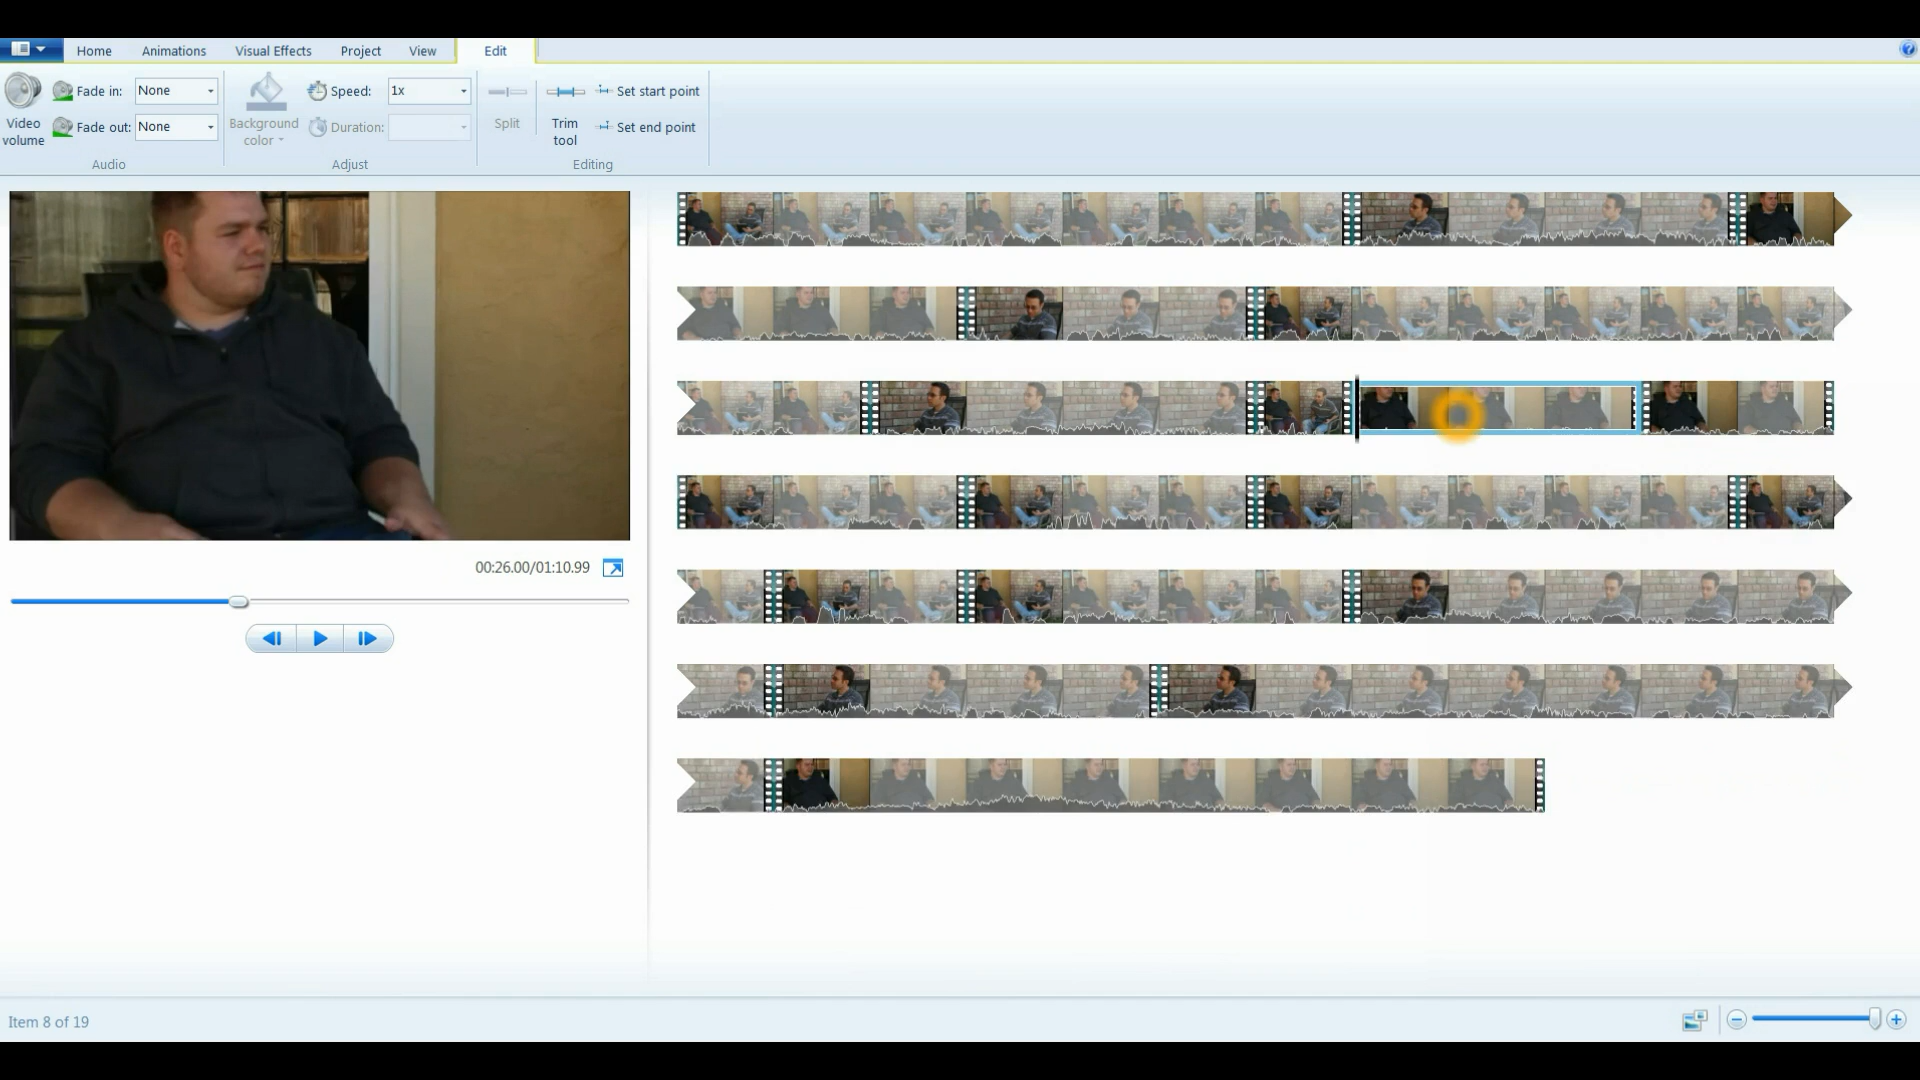 Home Animations Visual Effects Project View Edit
Fade in: None
Speed: 1x
Set start point
Video volume
Fade out: None
Background color
Duration:
Split
Trim tool
Set end point
Audio Adjust Editing
00:26.00/01:10.99
Item 8 of 19